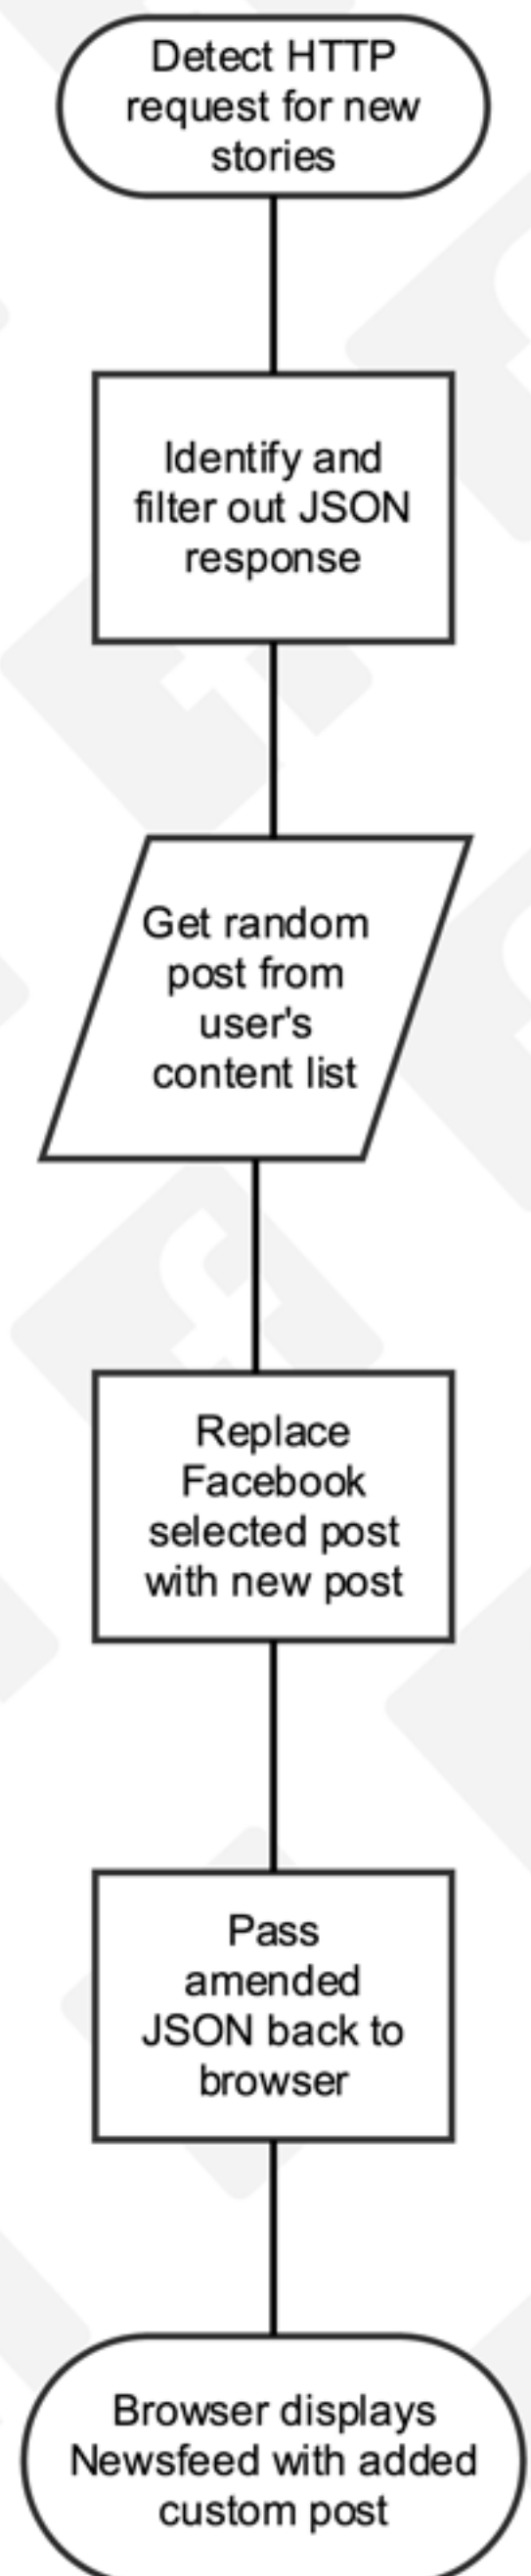 Detect HTTP
request for new
stories
Identify and
filter out JSON
response
Get random
post from
user's
content list
Replace
Facebook
selected post
with new post
Pass
amended
JSON back to
browser
Browser displays
Newsfeed with added
custom post